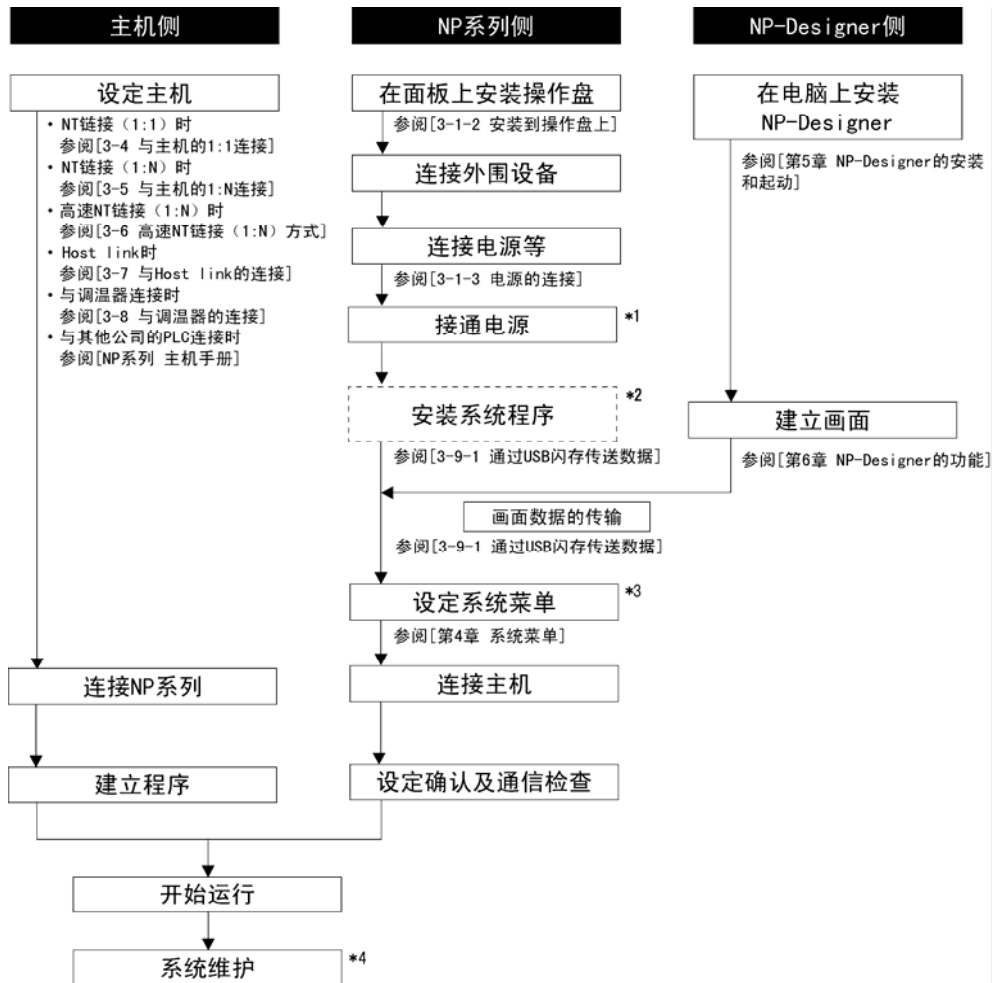 主机侧
设定主机
・NT链接（1:1）时
参阅[3-4 与主机的1:1连接]
・NT链接（1:N）时
参阅[3-5 与主机的1:N连接]
・高速NT链接（1:N）时
参阅[3-6 高速NT链接（1:N）方式]
・Host link时
参阅[3-7 与Host link的连接]
・与调温器连接时
参阅[3-8 与调温器的连接]
・与其他公司的PLC连接时
参阅[NP系列 主机手册]
连接NP系列
建立程序
NP系列侧
在面板上安装操作盘
参阅[3-1-2 安装到操作盘上]
连接外围设备
连接电源等
参阅[3-1-3 电源的连接]
接通电源 *1
安装系统程序 *2
参阅[3-9-1 通过USB闪存传送数据]
画面数据的传输
参阅[3-9-1 通过USB闪存传送数据]
设定系统菜单 *3
参阅[第4章 系统菜单]
连接主机
设定确认及通信检查
NP-Designer侧
在电脑上安装
NP-Designer
参阅[第5章 NP-Designer的安装
和起动]
建立画面
参阅[第6章 NP-Designer的功能]
开始运行
系统维护 *4